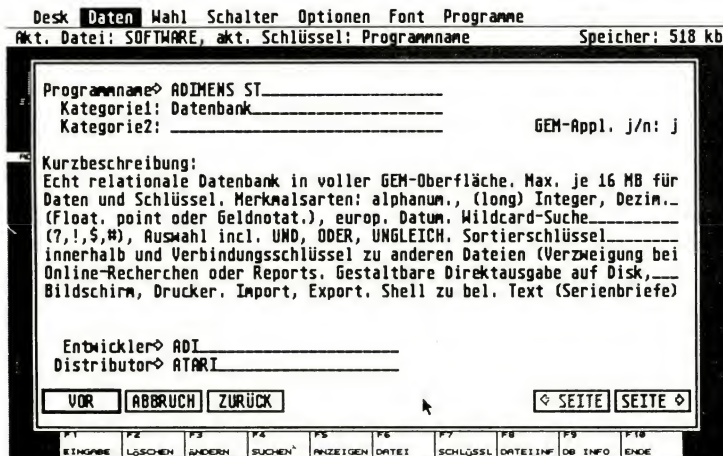 Desk Daten Wahl Schalter Optionen Font Programme
Akt. Datei: SOFTWARE, akt. Schlüssel: Programmname Speicher: 518 kb
Programmname◊ ADIMENS ST
Kategorie1: Datenbank
Kategorie2: GEM-Appl. j/n: j
Kurzbeschreibung:
Echt relationale Datenbank in voller GEM-Oberfläche. Max. je 16 MB für
Daten und Schlüssel. Merkmalsarten: alphanum., (long) Integer, Dezim.
(Float. point oder Geldnotat.), europ. Datum. Wildcard-Suche
(?,!,$,#), Auswahl incl. UND, ODER, UNGLEICH. Sortierschlüssel
innerhalb und Verbindungsschlüssel zu anderen Dateien (Verzweigung bei
Online-Recherchen oder Reports. Gestaltbare Direktausgabe auf Disk,
Bildschirm, Drucker. Import, Export. Shell zu bel. Text (Serienbriefe)
Entwickler◊ ADI
Distributor◊ ATARI
VOR ABBRUCH ZURÜCK ◊ SEITE SEITE ◊
F1 F2 F3 F4 F5 F6 F7 F8 F9 F10
EINGABE LöSCHEN äNDERN SUCHEN ANZEIGEN DATEI SCHLüSSL DATEIINF DB INFO ENDE